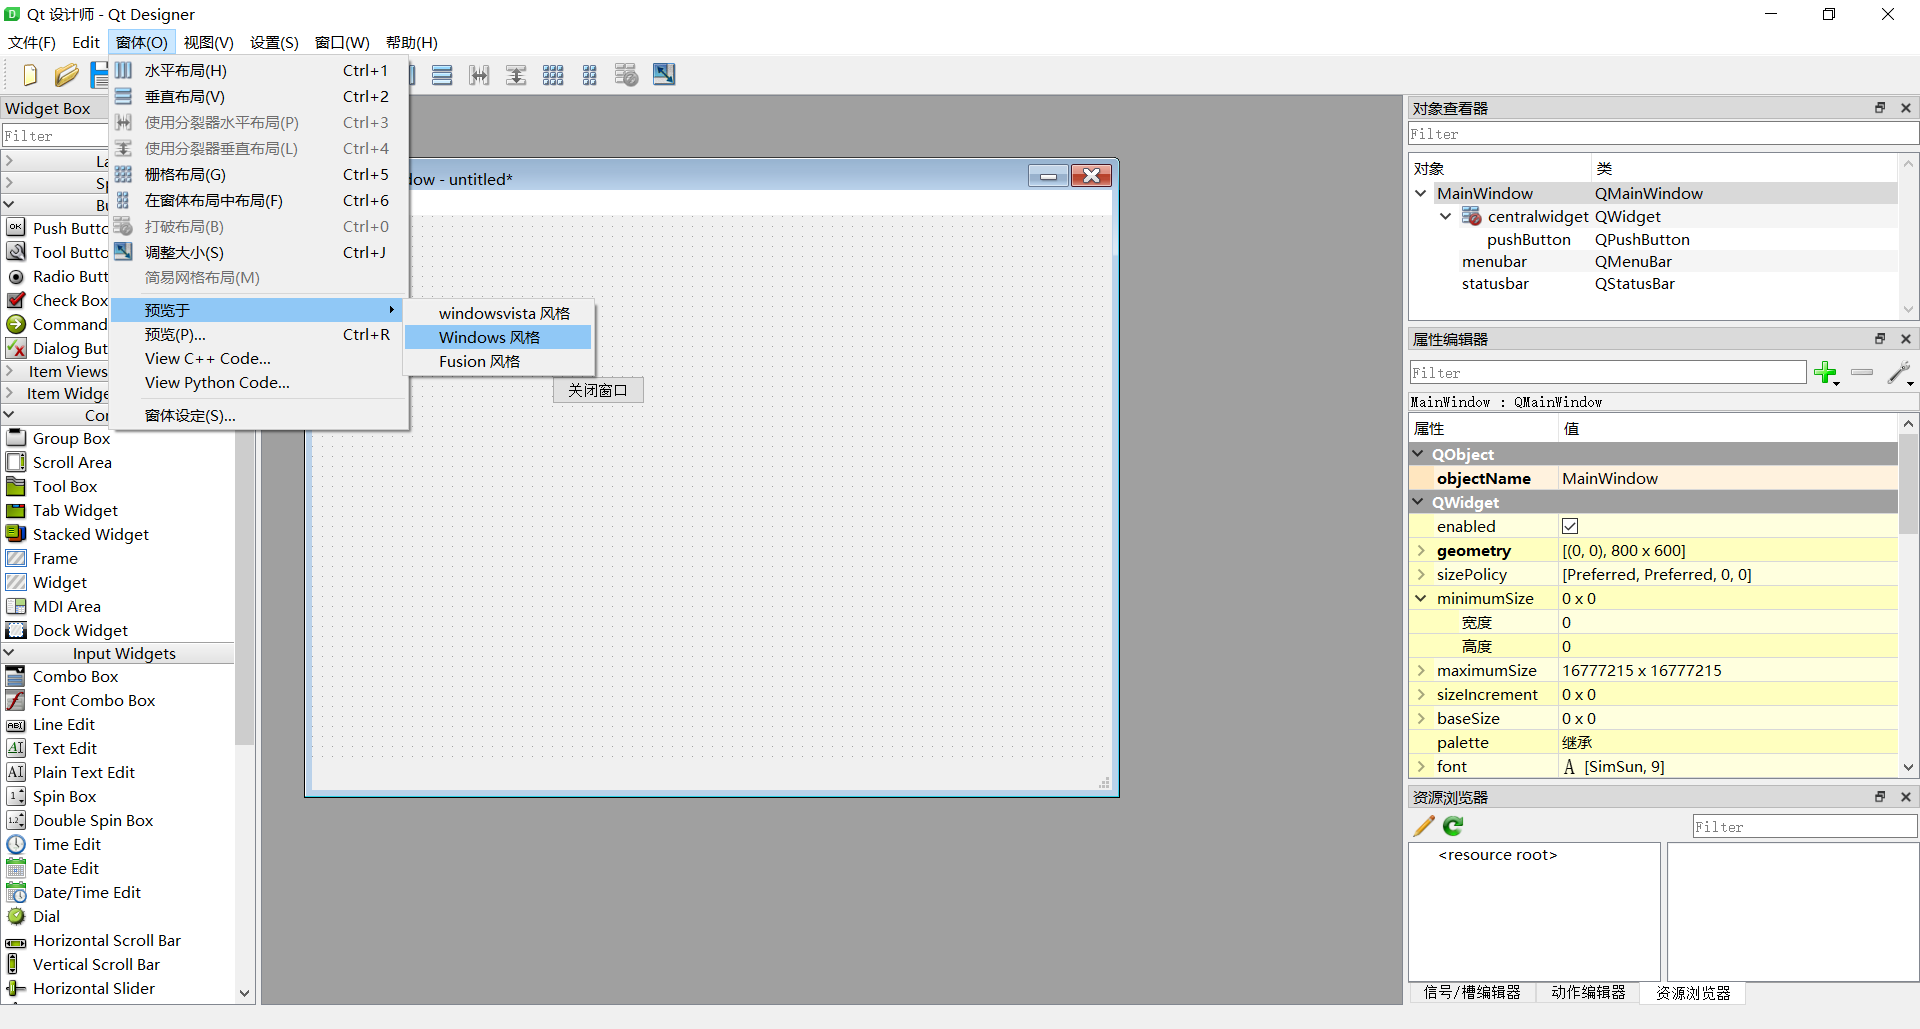 Qt 设计师 - Qt Designer
文件(F) Edit 窗体(O) 视图(V) 设置(S) 窗口(W) 帮助(H)
水平布局(H) Ctrl+1
垂直布局(V) Ctrl+2
使用分裂器水平布局(P) Ctrl+3
使用分裂器垂直布局(L) Ctrl+4
栅格布局(G) Ctrl+5
在窗体布局中布局(F) Ctrl+6
打破布局(B) Ctrl+0
调整大小(S) Ctrl+J
简易网格布局(M)
预览于
预览(P)... Ctrl+R
View C++ Code...
View Python Code...
窗体设定(S)...
windowsvista 风格
Windows 风格
Fusion 风格
Widget Box
Filter
La
Sp
Bu
Push Butto
Tool Butto
Radio Butt
Check Box
Command
Dialog But
Item Views
Item Widge
Con
Group Box
Scroll Area
Tool Box
Tab Widget
Stacked Widget
Frame
Widget
MDI Area
Dock Widget
Input Widgets
Combo Box
Font Combo Box
Line Edit
Text Edit
Plain Text Edit
Spin Box
Double Spin Box
Time Edit
Date Edit
Date/Time Edit
Dial
Horizontal Scroll Bar
Vertical Scroll Bar
Horizontal Slider
dow - untitled*
关闭窗口
对象查看器
Filter
对象 类
MainWindow QMainWindow
centralwidget QWidget
pushButton QPushButton
menubar QMenuBar
statusbar QStatusBar
属性编辑器
Filter
MainWindow : QMainWindow
属性 值
QObject
objectName MainWindow
QWidget
enabled
geometry [(0, 0), 800 x 600]
sizePolicy [Preferred, Preferred, 0, 0]
minimumSize 0 x 0
宽度 0
高度 0
maximumSize 16777215 x 16777215
sizeIncrement 0 x 0
baseSize 0 x 0
palette 继承
font A [SimSun, 9]
资源浏览器
Filter
<resource root>
信号/槽编辑器 动作编辑器 资源浏览器